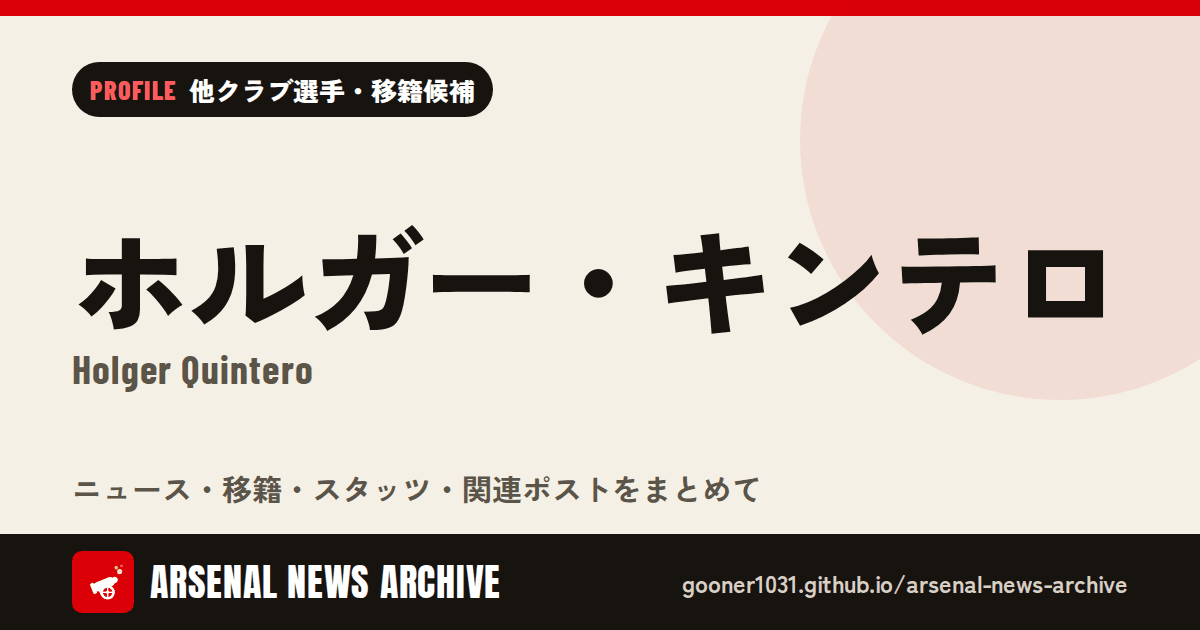 PROFILE 他クラブ選手・移籍候補
ホルガー・キンテロ
Holger Quintero
ニュース・移籍・スタッツ・関連ポストをまとめて
ARSENAL NEWS ARCHIVE
gooner1031.github.io/arsenal-news-archive